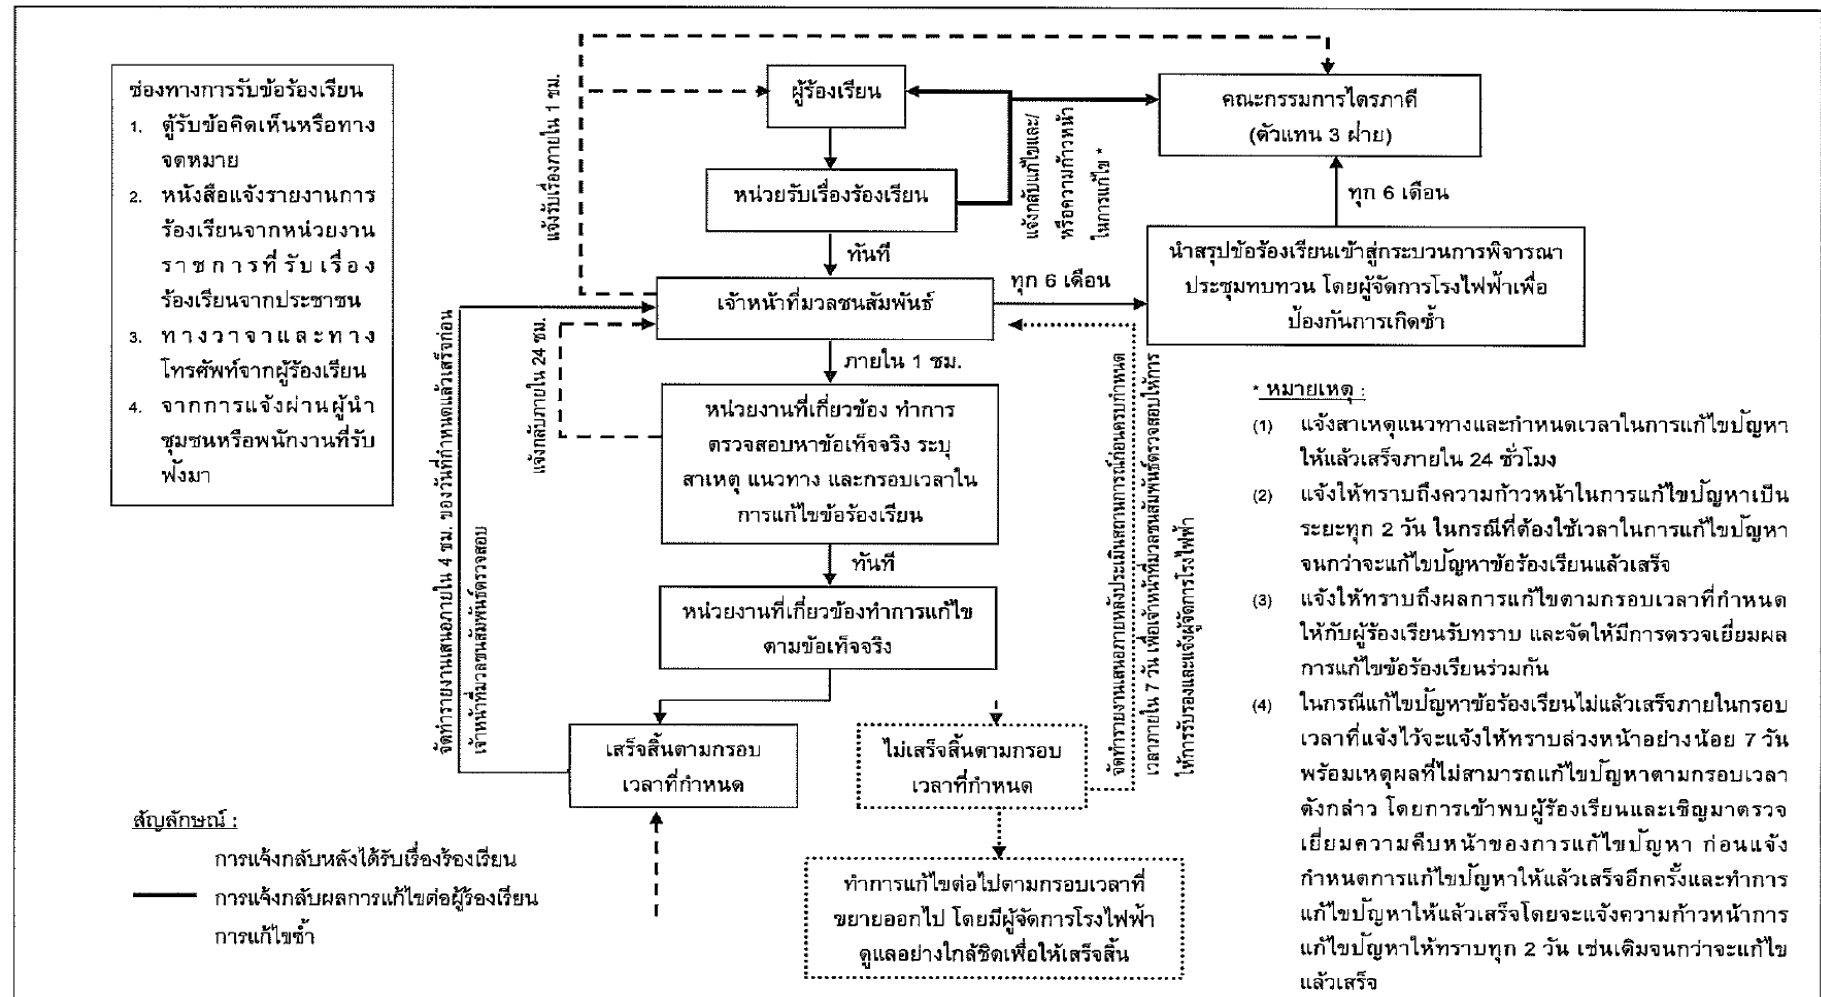 ช่องทางการรับข้อร้องเรียน
1. ตู้รับข้อคิดเห็นหรือทาง
จดหมาย
2. หนังสือแจ้งรายงานการ
ร้องเรียนจากหน่วยงาน
ราชการที่รับเรื่อง
ร้องเรียนจากประชาชน
3. ทางวาจาและทาง
โทรศัพท์จากผู้ร้องเรียน
4. จากการแจ้งผ่านผู้นำ
ชุมชนหรือพนักงานที่รับ
ฟังมา
แจ้งรับเรื่องภายใน 1 ชม.
ผู้ร้องเรียน
หน่วยรับเรื่องร้องเรียน
แจ้งกลับแก้ไขและ/
หรือความก้าวหน้า
ในการแก้ไข *
คณะกรรมการไตรภาคี
(ตัวแทน 3 ฝ่าย)
ทุก 6 เดือน
ทันที
เจ้าหน้าที่มวลชนสัมพันธ์
ทุก 6 เดือน
นำสรุปข้อร้องเรียนเข้าสู่กระบวนการพิจารณา
ประชุมทบทวน โดยผู้จัดการโรงไฟฟ้าเพื่อ
ป้องกันการเกิดซ้ำ
แจ้งกลับภายใน 24 ชม.
ภายใน 1 ชม.
หน่วยงานที่เกี่ยวข้อง ทำการ
ตรวจสอบหาข้อเท็จจริง ระบุ
สาเหตุ แนวทาง และกรอบเวลาใน
การแก้ไขข้อร้องเรียน
ทันที
หน่วยงานที่เกี่ยวข้องทำการแก้ไข
ตามข้อเท็จจริง
จัดทำรายงานเสนอภายใน 4 ชม. ของวันที่กำหนดแล้วเสร็จก่อน
เจ้าหน้าที่มวลชนสัมพันธ์ตรวจสอบ
จัดทำรายงานเสนอภายหลังประเมินสถานการณ์ก่อนครบกำหนด
เวลาภายใน 7 วัน เพื่อเจ้าหน้าที่มวลชนสัมพันธ์ตรวจสอบให้การ
ให้การรับรองและแจ้งผู้จัดการโรงไฟฟ้า
เสร็จสิ้นตามกรอบ
เวลาที่กำหนด
ไม่เสร็จสิ้นตามกรอบ
เวลาที่กำหนด
ทำการแก้ไขต่อไปตามกรอบเวลาที่
ขยายออกไป โดยมีผู้จัดการโรงไฟฟ้า
ดูแลอย่างใกล้ชิดเพื่อให้เสร็จสิ้น
สัญลักษณ์ :
การแจ้งกลับหลังได้รับเรื่องร้องเรียน
การแจ้งกลับผลการแก้ไขต่อผู้ร้องเรียน
การแก้ไขซ้ำ
* หมายเหตุ :
(1) แจ้งสาเหตุแนวทางและกำหนดเวลาในการแก้ไขปัญหา
ให้แล้วเสร็จภายใน 24 ชั่วโมง
(2) แจ้งให้ทราบถึงความก้าวหน้าในการแก้ไขปัญหาเป็น
ระยะทุก 2 วัน ในกรณีที่ต้องใช้เวลาในการแก้ไขปัญหา
จนกว่าจะแก้ไขปัญหาข้อร้องเรียนแล้วเสร็จ
(3) แจ้งให้ทราบถึงผลการแก้ไขตามกรอบเวลาที่กำหนด
ให้กับผู้ร้องเรียนรับทราบ และจัดให้มีการตรวจเยี่ยมผล
การแก้ไขข้อร้องเรียนร่วมกัน
(4) ในกรณีแก้ไขปัญหาข้อร้องเรียนไม่แล้วเสร็จภายในกรอบ
เวลาที่แจ้งไว้จะแจ้งให้ทราบล่วงหน้าอย่างน้อย 7 วัน
พร้อมเหตุผลที่ไม่สามารถแก้ไขปัญหาตามกรอบเวลา
ดังกล่าว โดยการเข้าพบผู้ร้องเรียนและเชิญมาตรวจ
เยี่ยมความคืบหน้าของการแก้ไขปัญหา ก่อนแจ้ง
กำหนดการแก้ไขปัญหาให้แล้วเสร็จอีกครั้งและทำการ
แก้ไขปัญหาให้แล้วเสร็จโดยจะแจ้งความก้าวหน้าการ
แก้ไขปัญหาให้ทราบทุก 2 วัน เช่นเดิมจนกว่าจะแก้ไข
แล้วเสร็จ